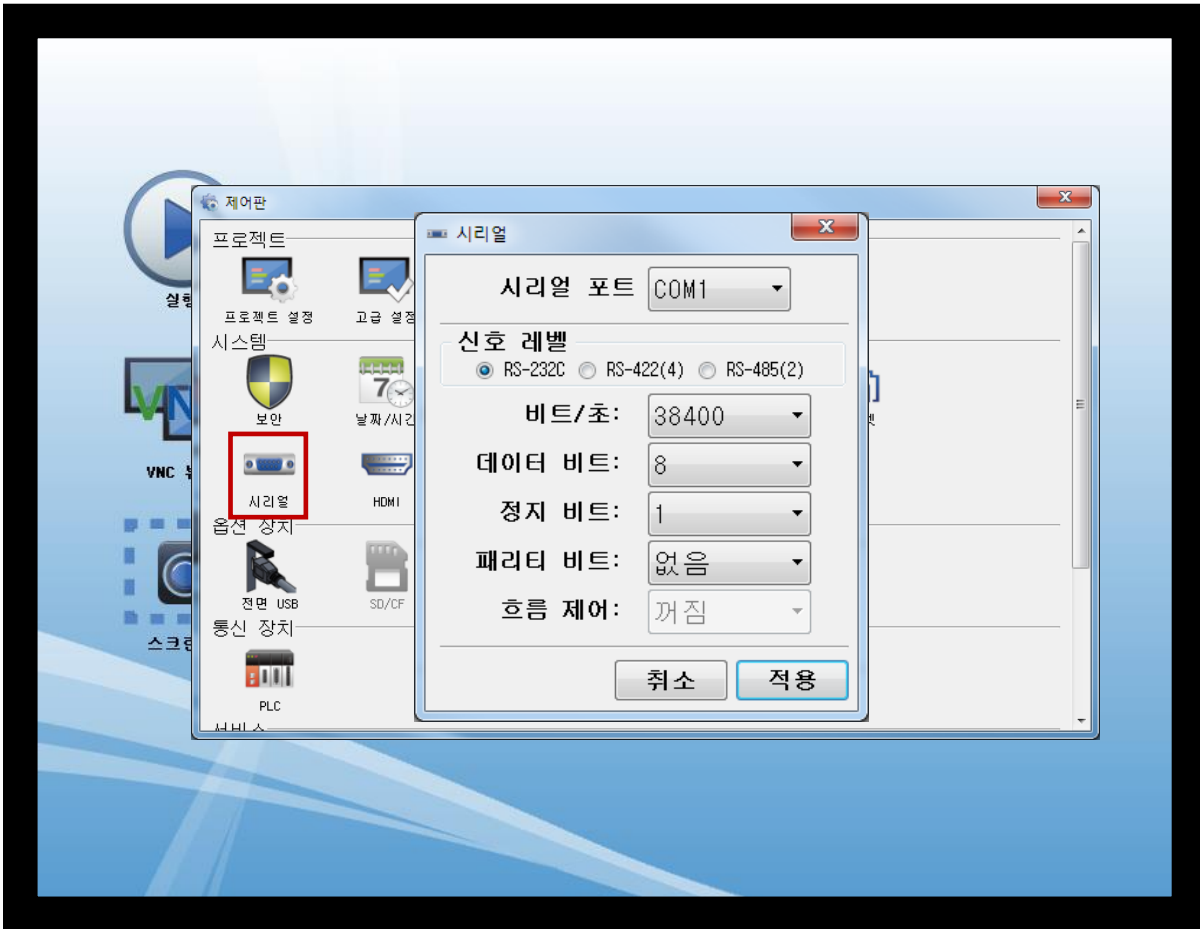 제어판
프로젝트
프로젝트 설정
고급 설정
시스템
보안
날짜/시간
시리얼
HDMI
옵션 장치
전면 USB
SD/CF
통신 장치
PLC
서비스
시리얼
시리얼 포트 COM1
신호 레벨
RS-232C RS-422(4) RS-485(2)
비트/초: 38400
데이터 비트: 8
정지 비트: 1
패리티 비트: 없음
흐름 제어: 꺼짐
취소 적용
VNC
7